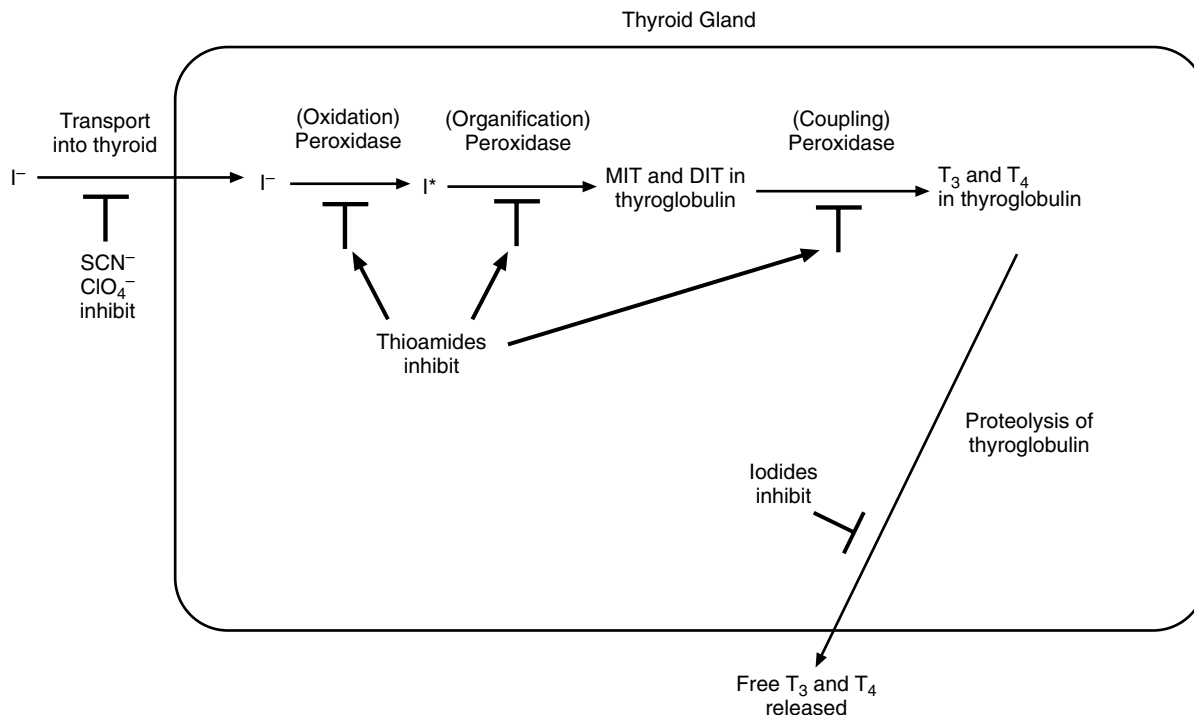 Thyroid Gland
Transport
into thyroid
(Oxidation)
Peroxidase
(Organification)
Peroxidase
(Coupling)
Peroxidase
I⁻
I⁻
I*
MIT and DIT in
thyroglobulin
T₃ and T₄
in thyroglobulin
SCN⁻
ClO₄⁻
inhibit
Thioamides
inhibit
Proteolysis of
thyroglobulin
Iodides
inhibit
Free T₃ and T₄
released